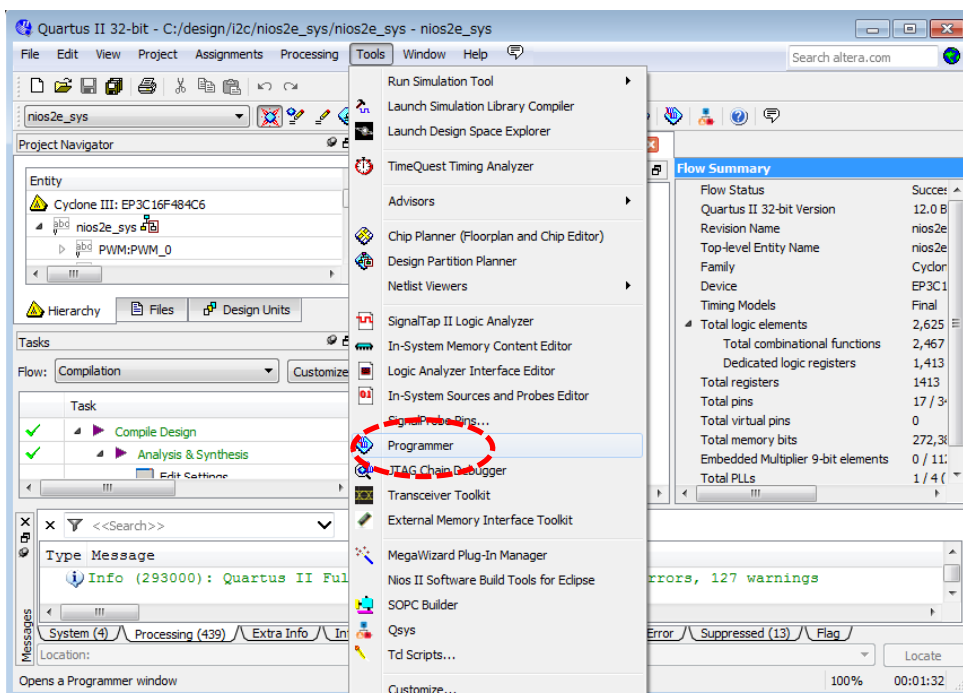 Quartus II 32-bit - C:/design/i2c/nios2e_sys/nios2e_sys - nios2e_sys
File Edit View Project Assignments Processing Tools Window Help
Search altera.com
nios2e_sys
Project Navigator
Entity
Cyclone III: EP3C16F484C6
abd nios2e_sys
abd PWM:PWM_0
Hierarchy Files Design Units
Tasks
Flow: Compilation Customize
Task
Compile Design
Analysis & Synthesis
Edit Settings
Run Simulation Tool
Launch Simulation Library Compiler
Launch Design Space Explorer
TimeQuest Timing Analyzer
Advisors
Chip Planner (Floorplan and Chip Editor)
Design Partition Planner
Netlist Viewers
SignalTap II Logic Analyzer
In-System Memory Content Editor
Logic Analyzer Interface Editor
In-System Sources and Probes Editor
SignalProbe Pins...
Programmer
JTAG Chain Debugger
Transceiver Toolkit
External Memory Interface Toolkit
MegaWizard Plug-In Manager
Nios II Software Build Tools for Eclipse
SOPC Builder
Qsys
Tcl Scripts...
Customize...
Flow Summary
Flow Status Succes
Quartus II 32-bit Version 12.0 B
Revision Name nios2e
Top-level Entity Name nios2e
Family Cyclon
Device EP3C1
Timing Models Final
Total logic elements 2,625
Total combinational functions 2,467
Dedicated logic registers 1,413
Total registers 1413
Total pins 17 / 3
Total virtual pins 0
Total memory bits 272,38
Embedded Multiplier 9-bit elements 0 / 11
Total PLLs 1 / 4 (
<<Search>>
Type Message
Info (293000): Quartus II Ful rors, 127 warnings
Messages
System (4) Processing (439) Extra Info In Error Suppressed (13) Flag
Location: Locate
Opens a Programmer window 100% 00:01:32